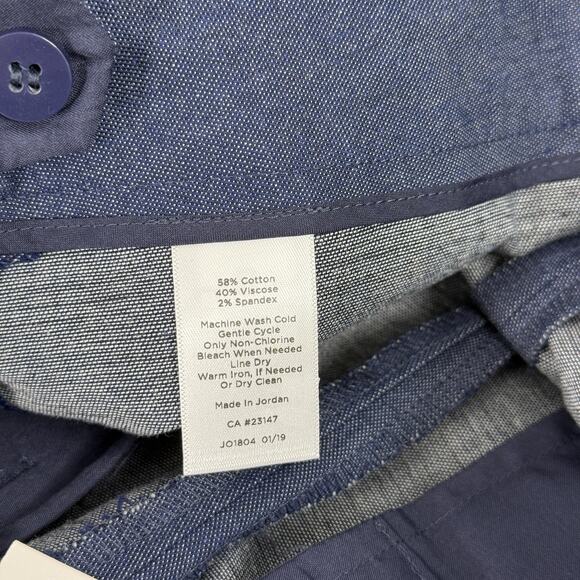 58% Cotton
40% Viscose
2% Spandex
Machine Wash Cold
Gentle Cycle
Only Non-Chlorine
Bleach When Needed
Line Dry
Warm Iron, If Needed
Or Dry Clean
Made In Jordan
CA #23147
JO1804 01/19